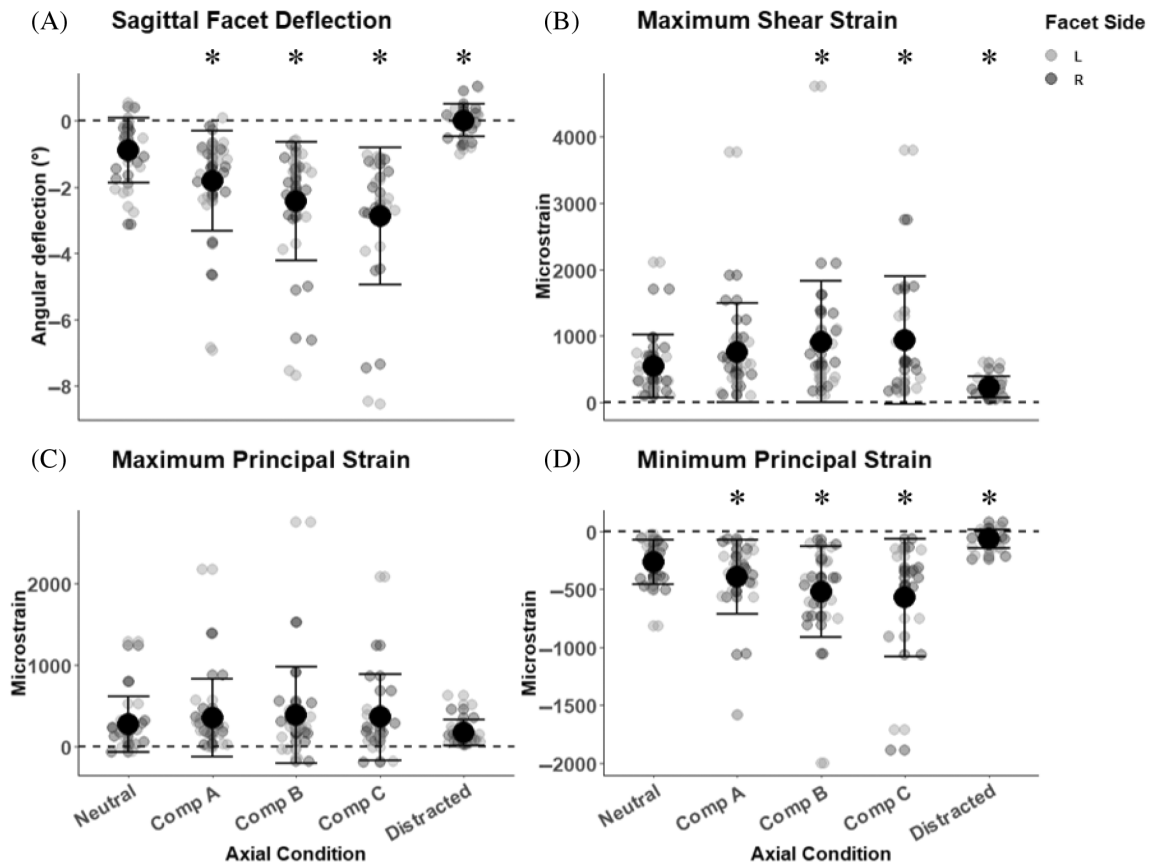 (A) Sagittal Facet Deflection
(B) Maximum Shear Strain
Facet Side
L
R
* * * *
* * *
Angular deflection (°)
0
−2
−4
−6
−8
Microstrain
4000
3000
2000
1000
0
(C) Maximum Principal Strain
(D) Minimum Principal Strain
* * * *
Microstrain
2000
1000
0
Microstrain
0
−500
−1000
−1500
−2000
Neutral Comp A Comp B Comp C Distracted
Neutral Comp A Comp B Comp C Distracted
Axial Condition
Axial Condition